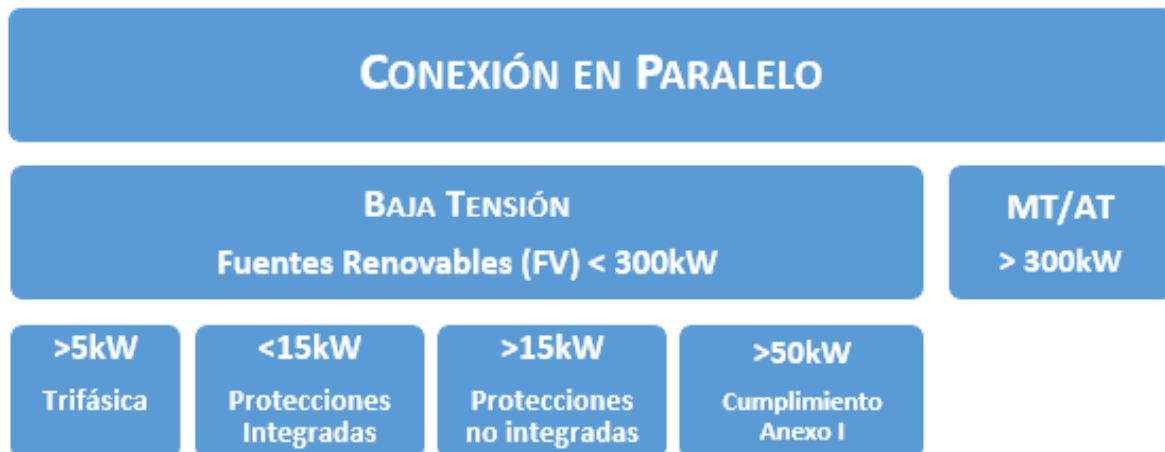 CONEXIÓN EN PARALELO
BAJA TENSIÓN
Fuentes Renovables (FV) < 300kW
MT/AT
> 300kW
>5kW
Trifásica
<15kW
Protecciones
Integradas
>15kW
Protecciones
no integradas
>50kW
Cumplimiento
Anexo I